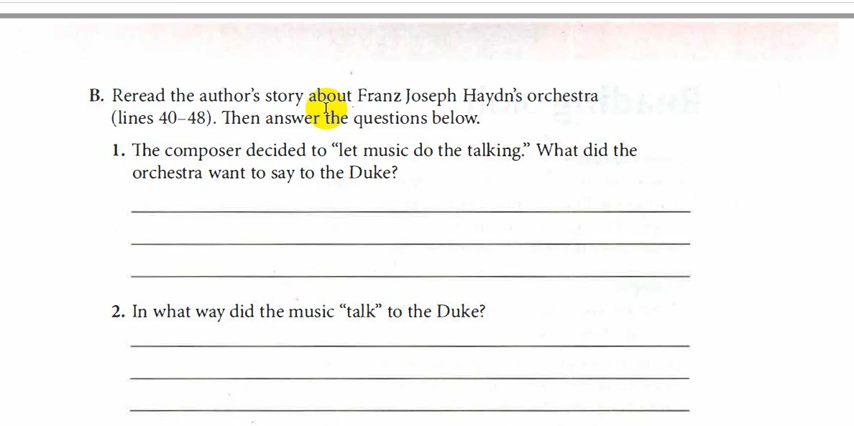 B. Reread the author's story about Franz Joseph Haydn's orchestra
(lines 40–48). Then answer the questions below.
1. The composer decided to “let music do the talking.” What did the
orchestra want to say to the Duke?
2. In what way did the music “talk” to the Duke?